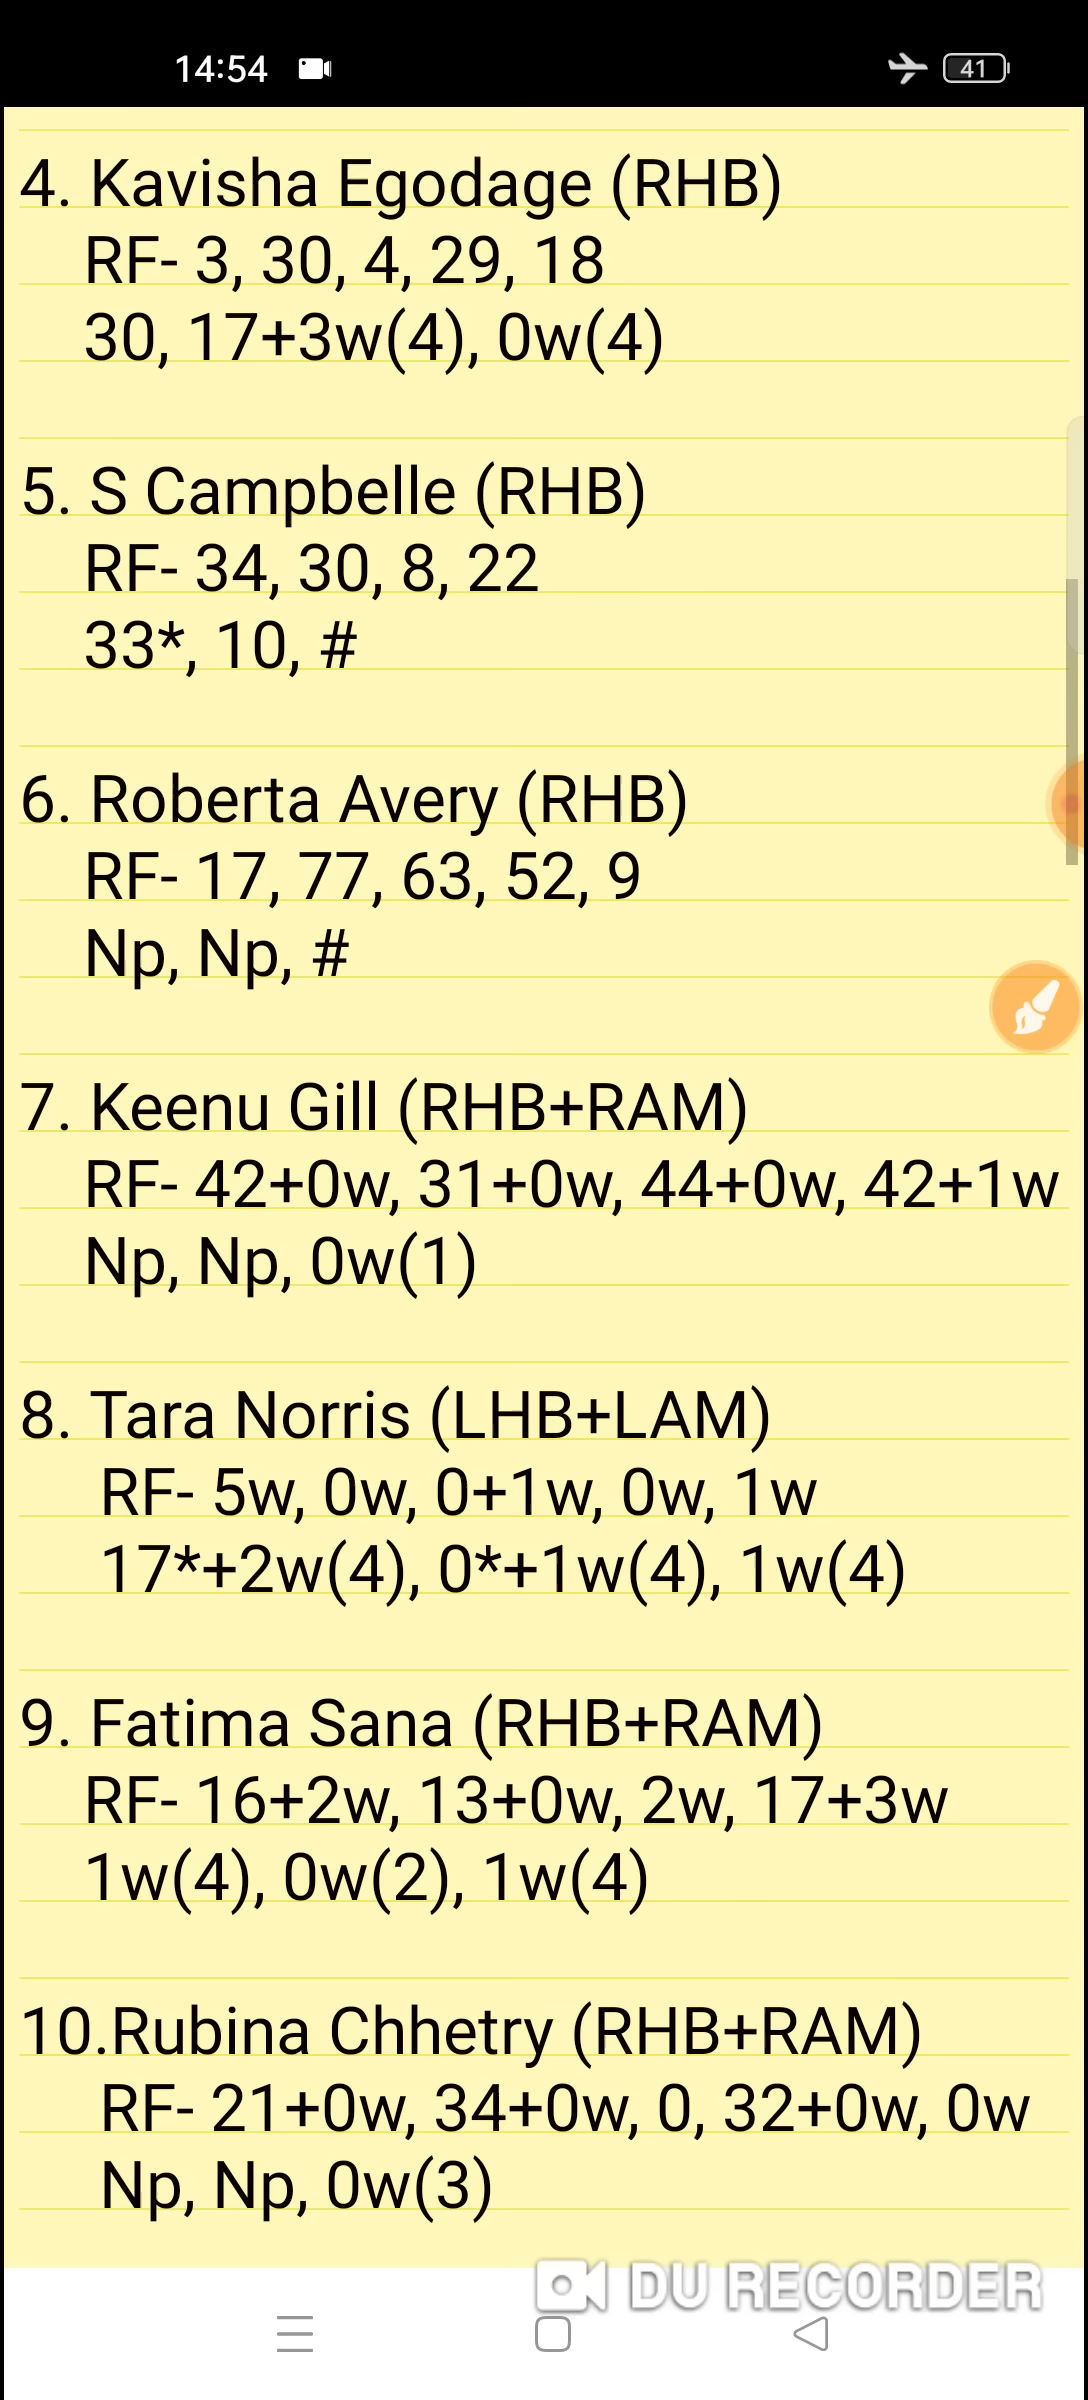 14:54
41
4. Kavisha Egodage (RHB)
RF- 3, 30, 4, 29, 18
30, 17+3w(4), 0w(4)
5. S Campbelle (RHB)
RF- 34, 30, 8, 22
33*, 10, #
6. Roberta Avery (RHB)
RF- 17, 77, 63, 52, 9
Np, Np, #
7. Keenu Gill (RHB+RAM)
RF- 42+0w, 31+0w, 44+0w, 42+1w
Np, Np, 0w(1)
8. Tara Norris (LHB+LAM)
RF- 5w, 0w, 0+1w, 0w, 1w
17*+2w(4), 0*+1w(4), 1w(4)
9. Fatima Sana (RHB+RAM)
RF- 16+2w, 13+0w, 2w, 17+3w
1w(4), 0w(2), 1w(4)
10.Rubina Chhetry (RHB+RAM)
RF- 21+0w, 34+0w, 0, 32+0w, 0w
Np, Np, 0w(3)
DU RECORDER